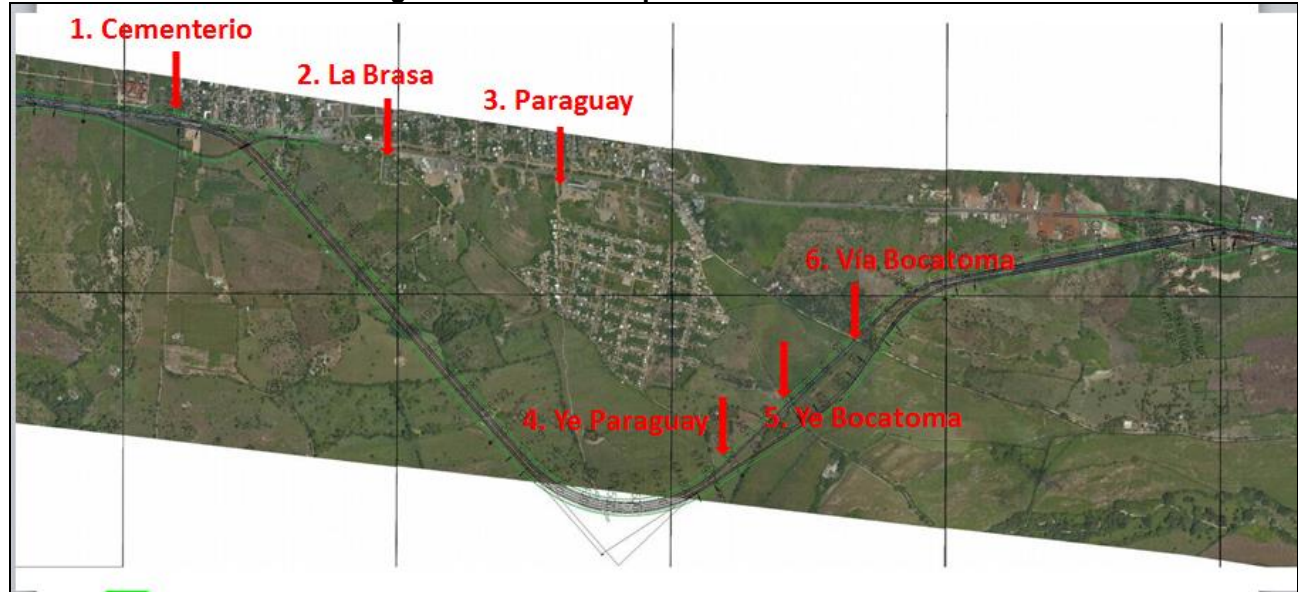 1. Cementerio
2. La Brasa
3. Paraguay
6. Vía Bocatoma
4. Ye Paraguay
5. Ye Bocatoma